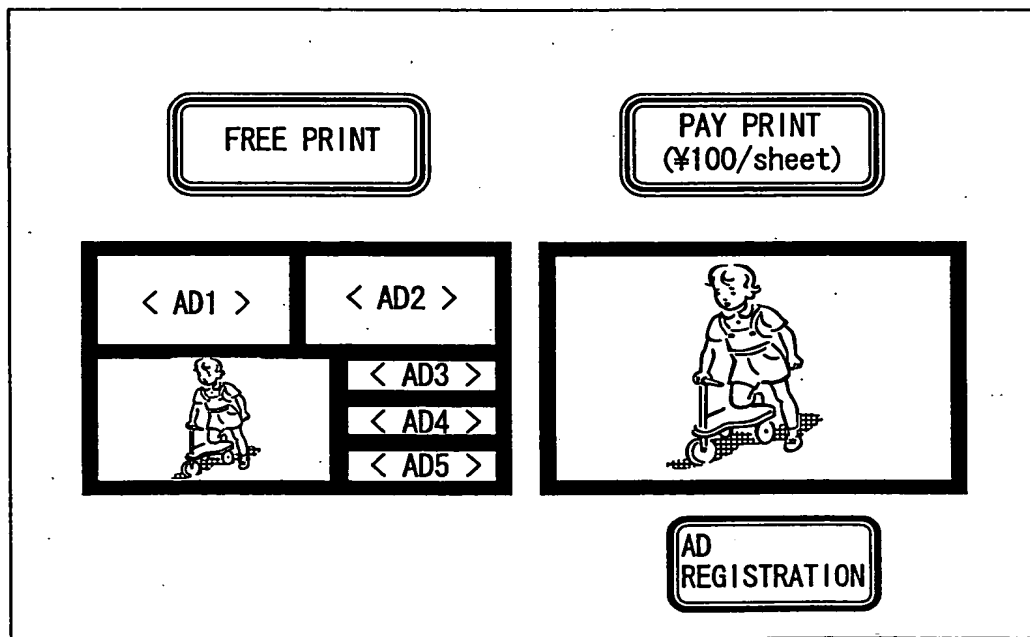 FREE PRINT
PAY PRINT
(¥100/sheet)
< AD1 >
< AD2 >
< AD3 >
< AD4 >
< AD5 >
AD
REGISTRATION